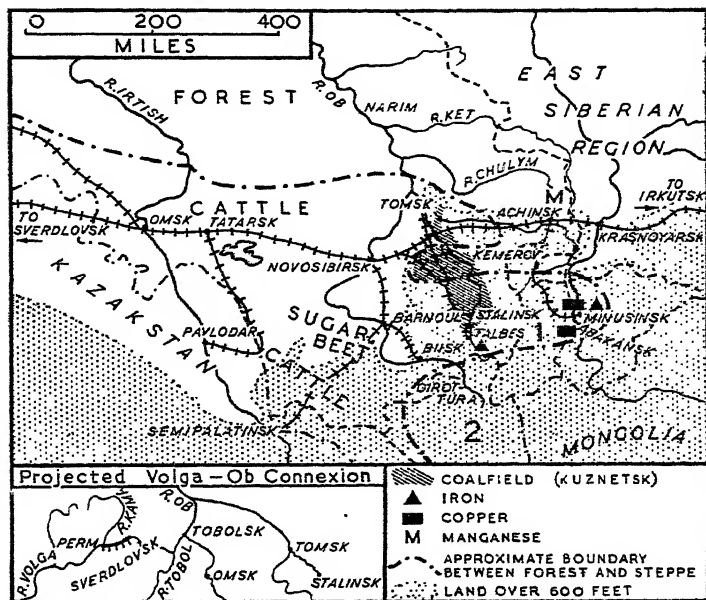 0 200 400
MILES
FOREST
EAST
SIBERIAN
REGION
R. IRTISH
R. OB
NARIM
R. KET
R. CHULYM
M
TO
IRKUTSK
CATTLE
TOMSK
ACHINSK
TO
SVERDLOVSK
OMSK
TATARSK
KRASNOYARSK
KEMEROV
NOVOSIBIRSK
KAZAKSTAN
SUGAR
BEET
BARNOUL
STALINSK
MINUSINSK
PAVLODAR
TALBES
1
ABAKANSK
CATTLE
BIISK
OIROT
TURA
2
SEMIPALATINSK
MONGOLIA
Projected Volga-Ob Connexion
R. OB
R. KAMA
PERM
TOBOLSK
R. VOLGA
SVERDLOVSK
R. TOBOL
OMSK
TOMSK
STALINSK
COALFIELD (KUZNETSK)
IRON
COPPER
M MANGANESE
APPROXIMATE BOUNDARY
BETWEEN FOREST AND STEPPE
LAND OVER 600 FEET